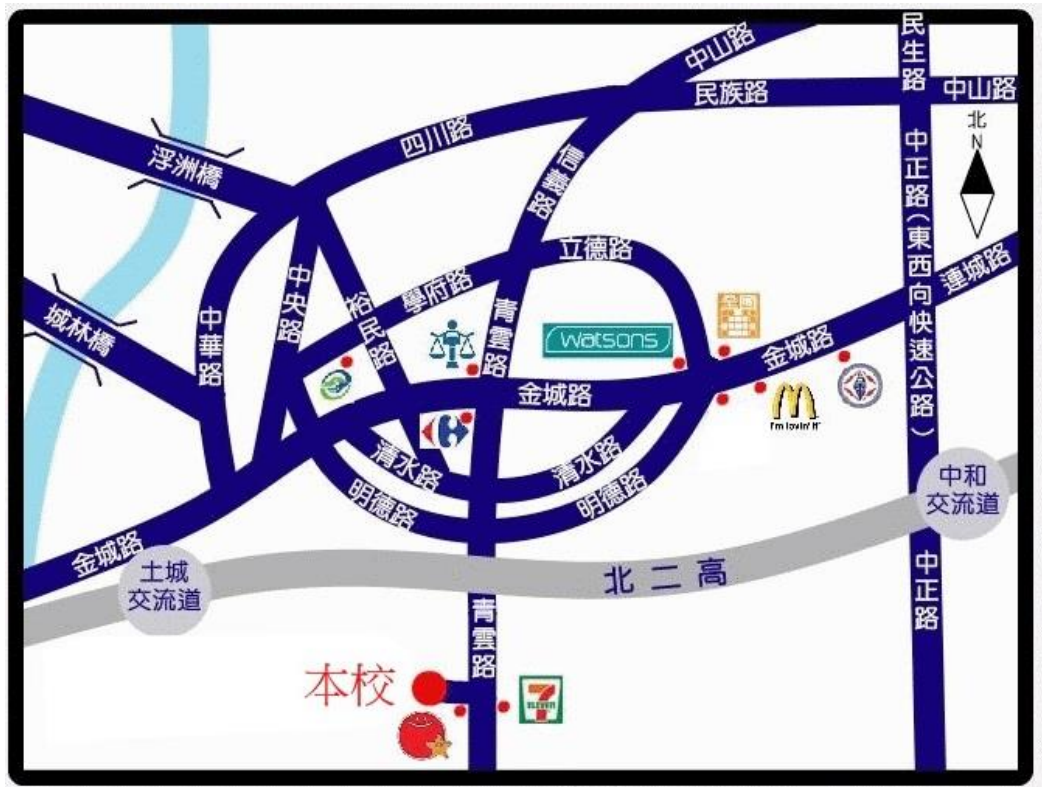 中山路
民生路
民族路
中山路
四川路
北
N
浮洲橋
信義路
中正路(東西向快速公路)
立德路
連城路
中央路
學府路
裕民路
青雲路
全國
城林橋
中華路
Watsons
金城路
金城路
I'm lovin' it
清水路
清水路
明德路
明德路
中和
交流道
金城路
土城
交流道
北二高
中正路
青雲路
本校
7
ELEVEN